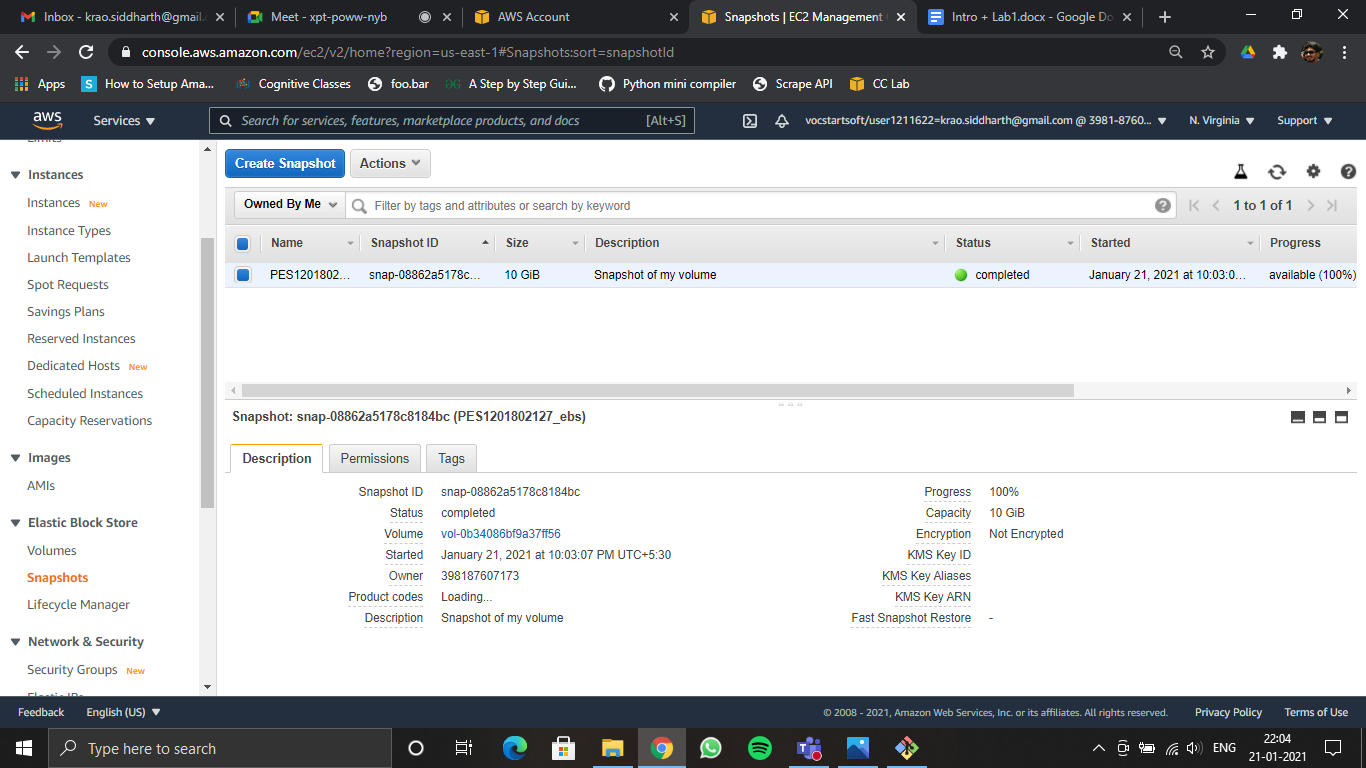 Inbox - krao.siddharth@gmail.
Meet - xpt-poww-nyb
AWS Account
Snapshots | EC2 Management
Intro + Lab1.docx - Google Do
console.aws.amazon.com/ec2/v2/home?region=us-east-1#Snapshots:sort=snapshotId
Apps
S How to Setup Ama...
Cognitive Classes
foo.bar
A Step by Step Gui...
Python mini compiler
Scrape API
CC Lab
aws
Services
Search for services, features, marketplace products, and docs [Alt+S]
vocstartsoft/user1211622=krao.siddharth@gmail.com @ 3981-8760...
N. Virginia
Support
Limits
Instances
Instances New
Instance Types
Launch Templates
Spot Requests
Savings Plans
Reserved Instances
Dedicated Hosts New
Scheduled Instances
Capacity Reservations
Images
AMIs
Elastic Block Store
Volumes
Snapshots
Lifecycle Manager
Network & Security
Security Groups New
Elastic IPs
Create Snapshot Actions
Owned By Me Filter by tags and attributes or search by keyword 1 to 1 of 1
Name Snapshot ID Size Description Status Started Progress
PES1201802... snap-08862a5178c... 10 GiB Snapshot of my volume completed January 21, 2021 at 10:03:0... available (100%)
Snapshot: snap-08862a5178c8184bc (PES1201802127_ebs)
Description Permissions Tags
Snapshot ID snap-08862a5178c8184bc
Status completed
Volume vol-0b34086bf9a37ff56
Started January 21, 2021 at 10:03:07 PM UTC+5:30
Owner 398187607173
Product codes Loading...
Description Snapshot of my volume
Progress 100%
Capacity 10 GiB
Encryption Not Encrypted
KMS Key ID
KMS Key Aliases
KMS Key ARN
Fast Snapshot Restore -
Feedback English (US) © 2008 - 2021, Amazon Web Services, Inc. or its affiliates. All rights reserved. Privacy Policy Terms of Use
Type here to search
ENG
22:04
21-01-2021